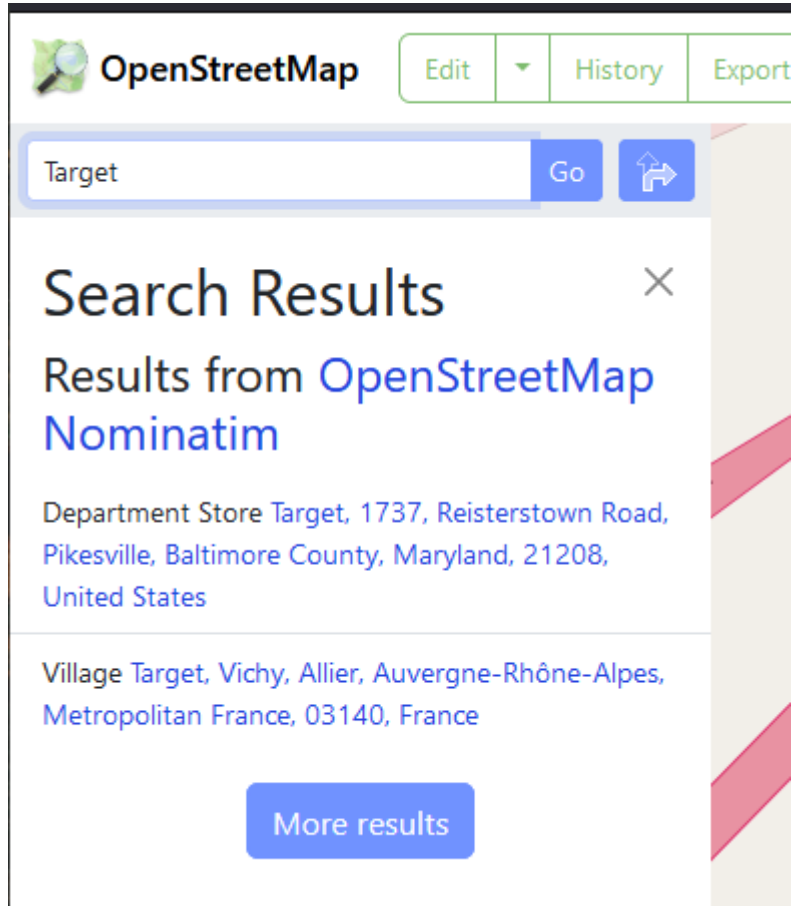 OpenStreetMap
Edit
History
Export
Target
Go
Search Results
Results from OpenStreetMap
Nominatim
Department Store Target, 1737, Reisterstown Road,
Pikesville, Baltimore County, Maryland, 21208,
United States
Village Target, Vichy, Allier, Auvergne-Rhône-Alpes,
Metropolitan France, 03140, France
More results